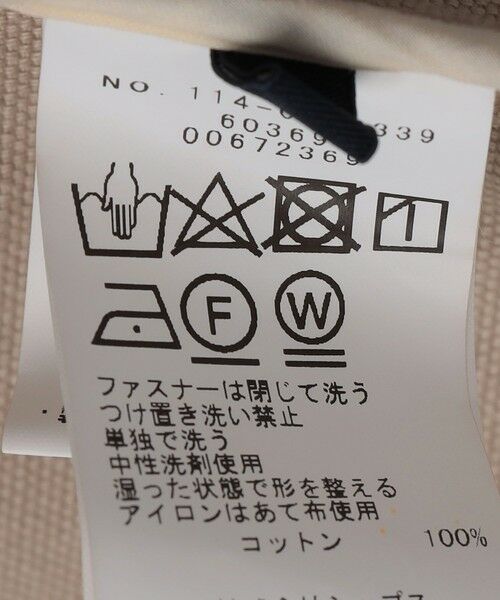 NO. 114-
6036 339
0067236
F
W
ファスナーは閉じて洗う
つけ置き洗い禁止
単独で洗う
中性洗剤使用
湿った状態で形を整える
アイロンはあて布使用
コットン 100%